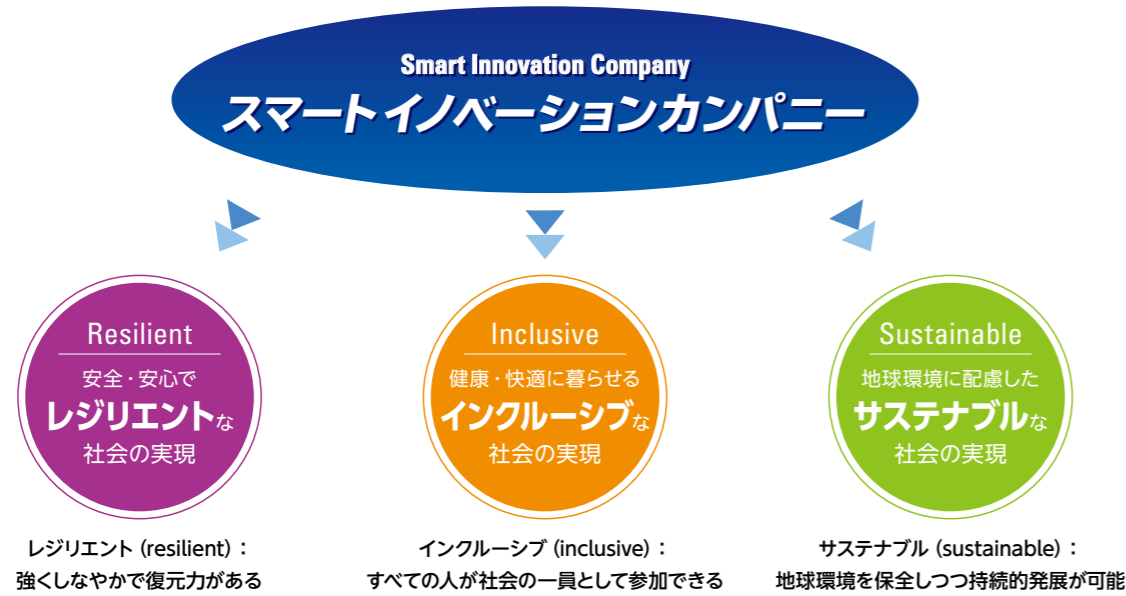 Smart Innovation Company
スマートイノベーションカンパニー
Resilient
安全・安心で
レジリエントな
社会の実現
レジリエント（resilient）：
強くしなやかで復元力がある
Inclusive
健康・快適に暮らせる
インクルーシブな
社会の実現
インクルーシブ（inclusive）：
すべての人が社会の一員として参加できる
Sustainable
地球環境に配慮した
サステナブルな
社会の実現
サステナブル（sustainable）：
地球環境を保全しつつ持続的発展が可能